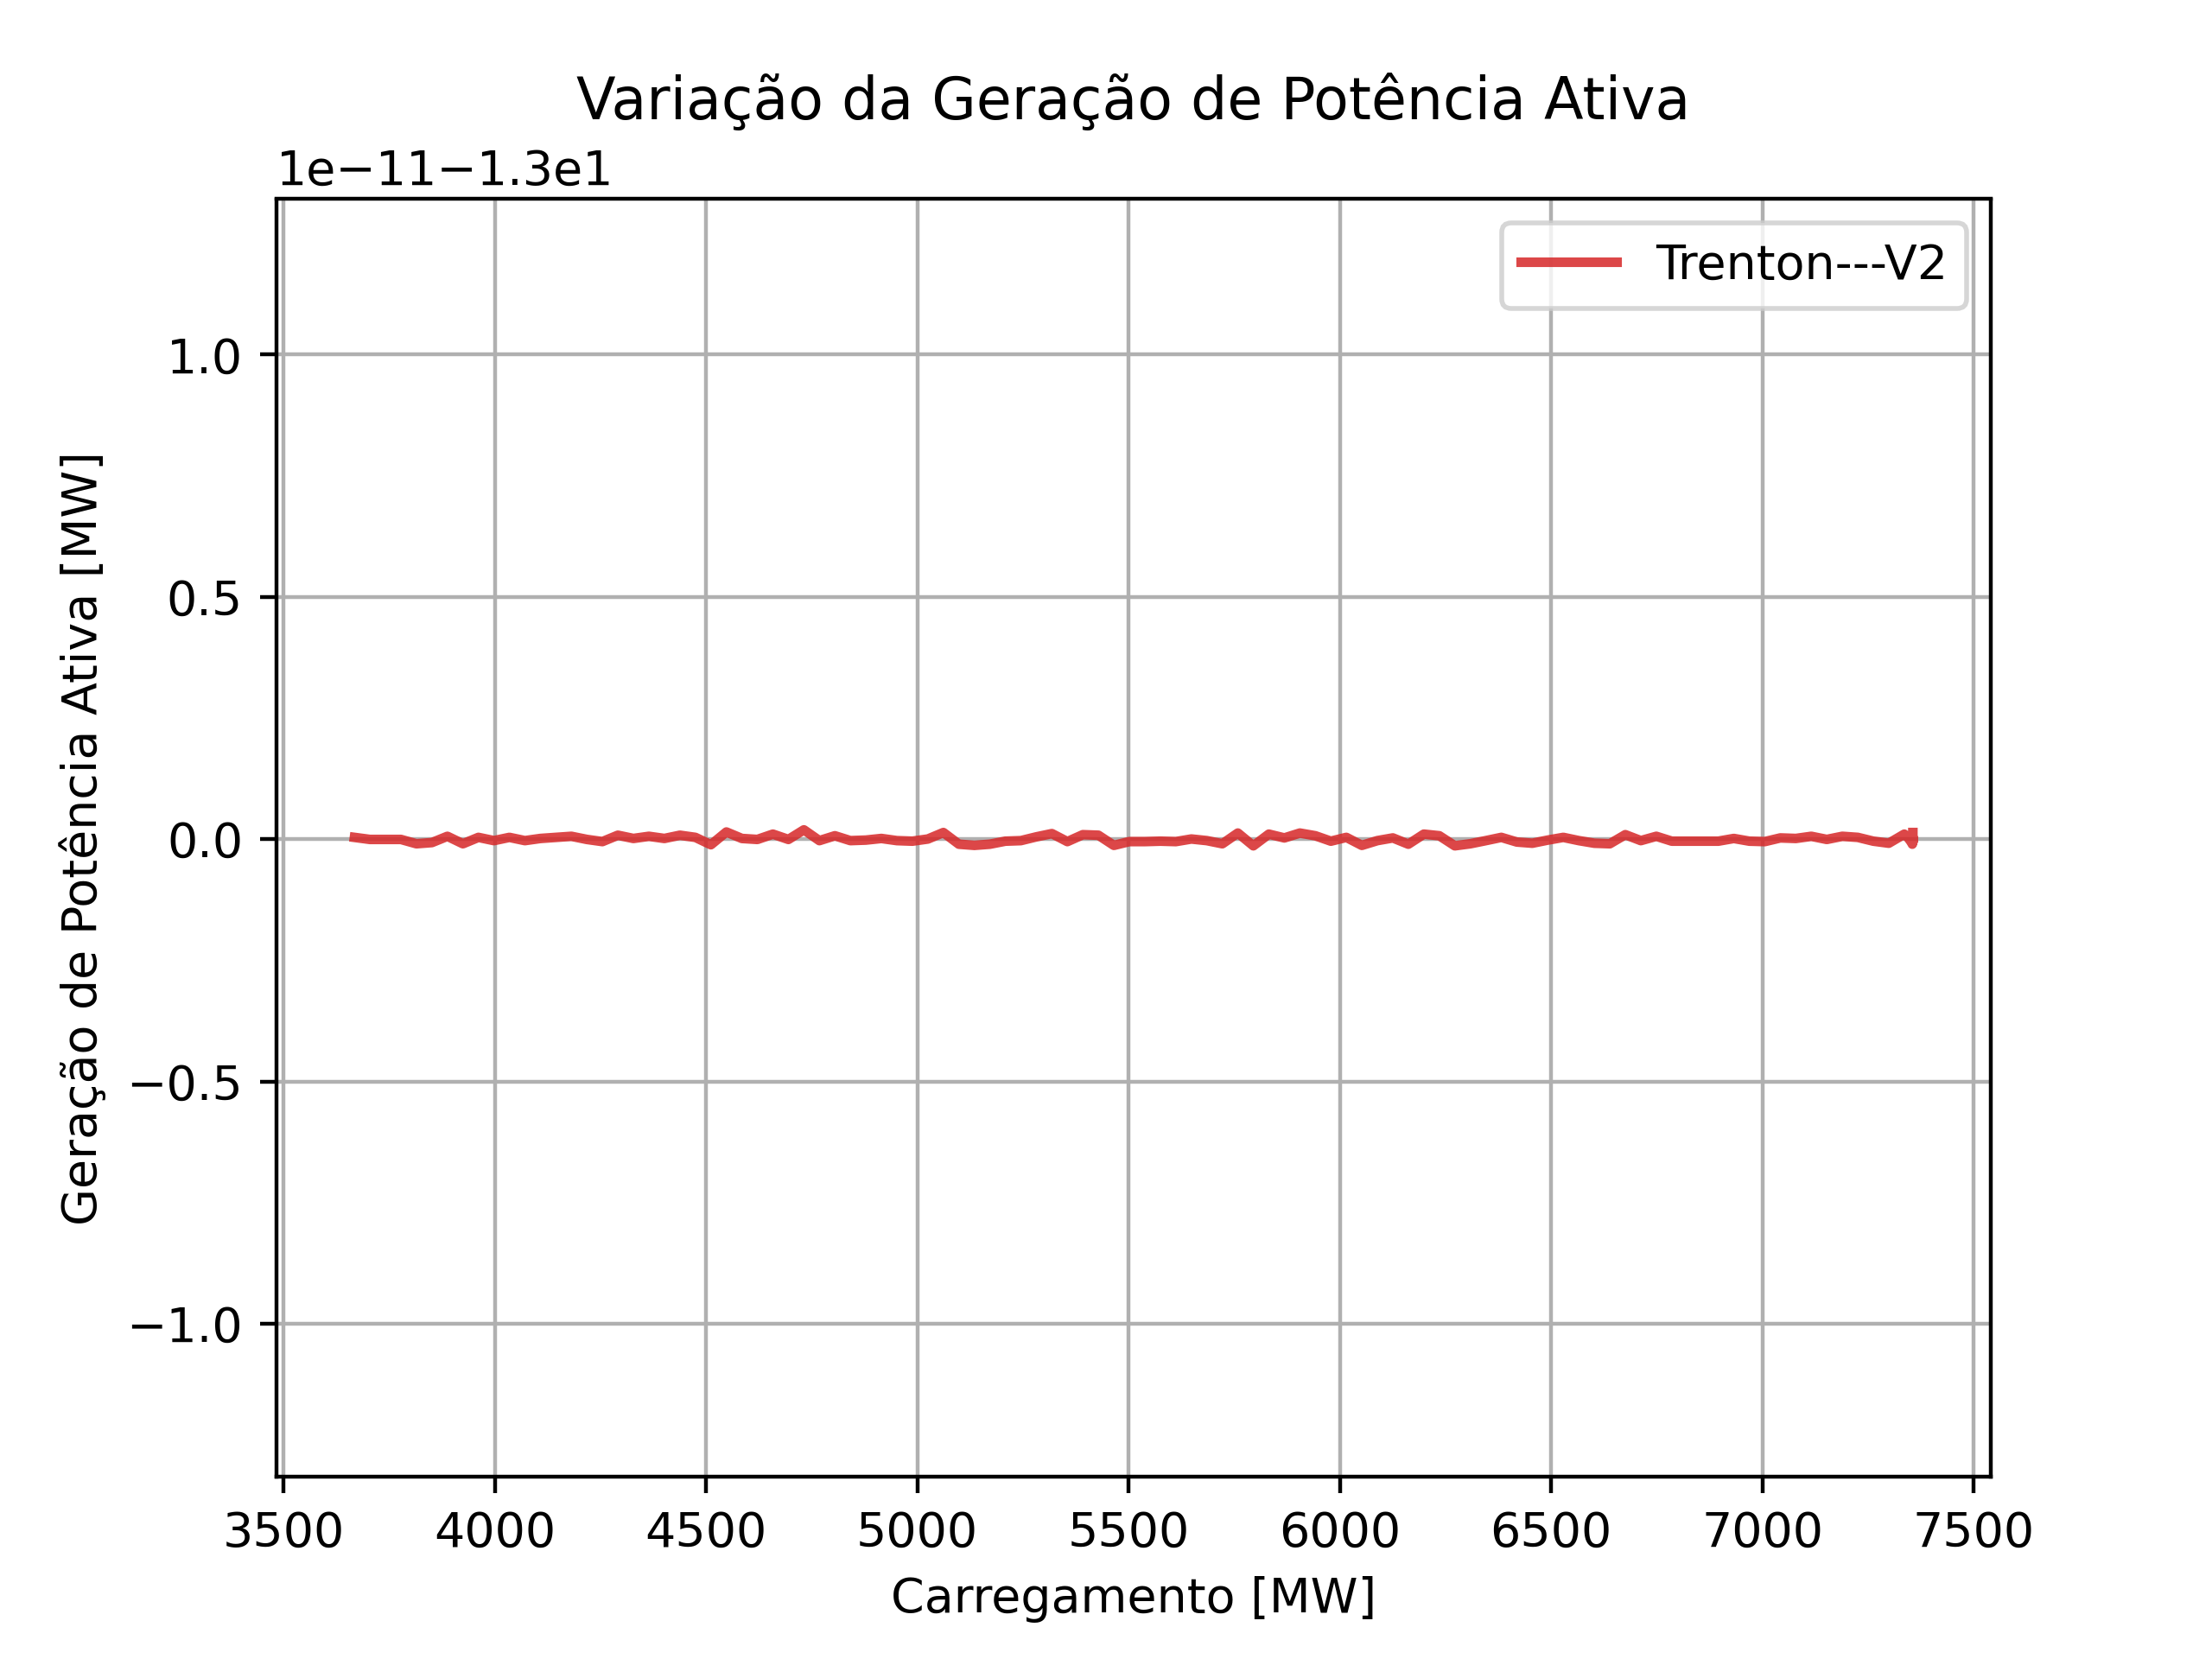 Variação da Geração de Potência Ativa
1e−11−1.3e1
Trenton---V2
1.0
0.5
0.0
−0.5
−1.0
Geração de Potência Ativa [MW]
3500 4000 4500 5000 5500 6000 6500 7000 7500
Carregamento [MW]